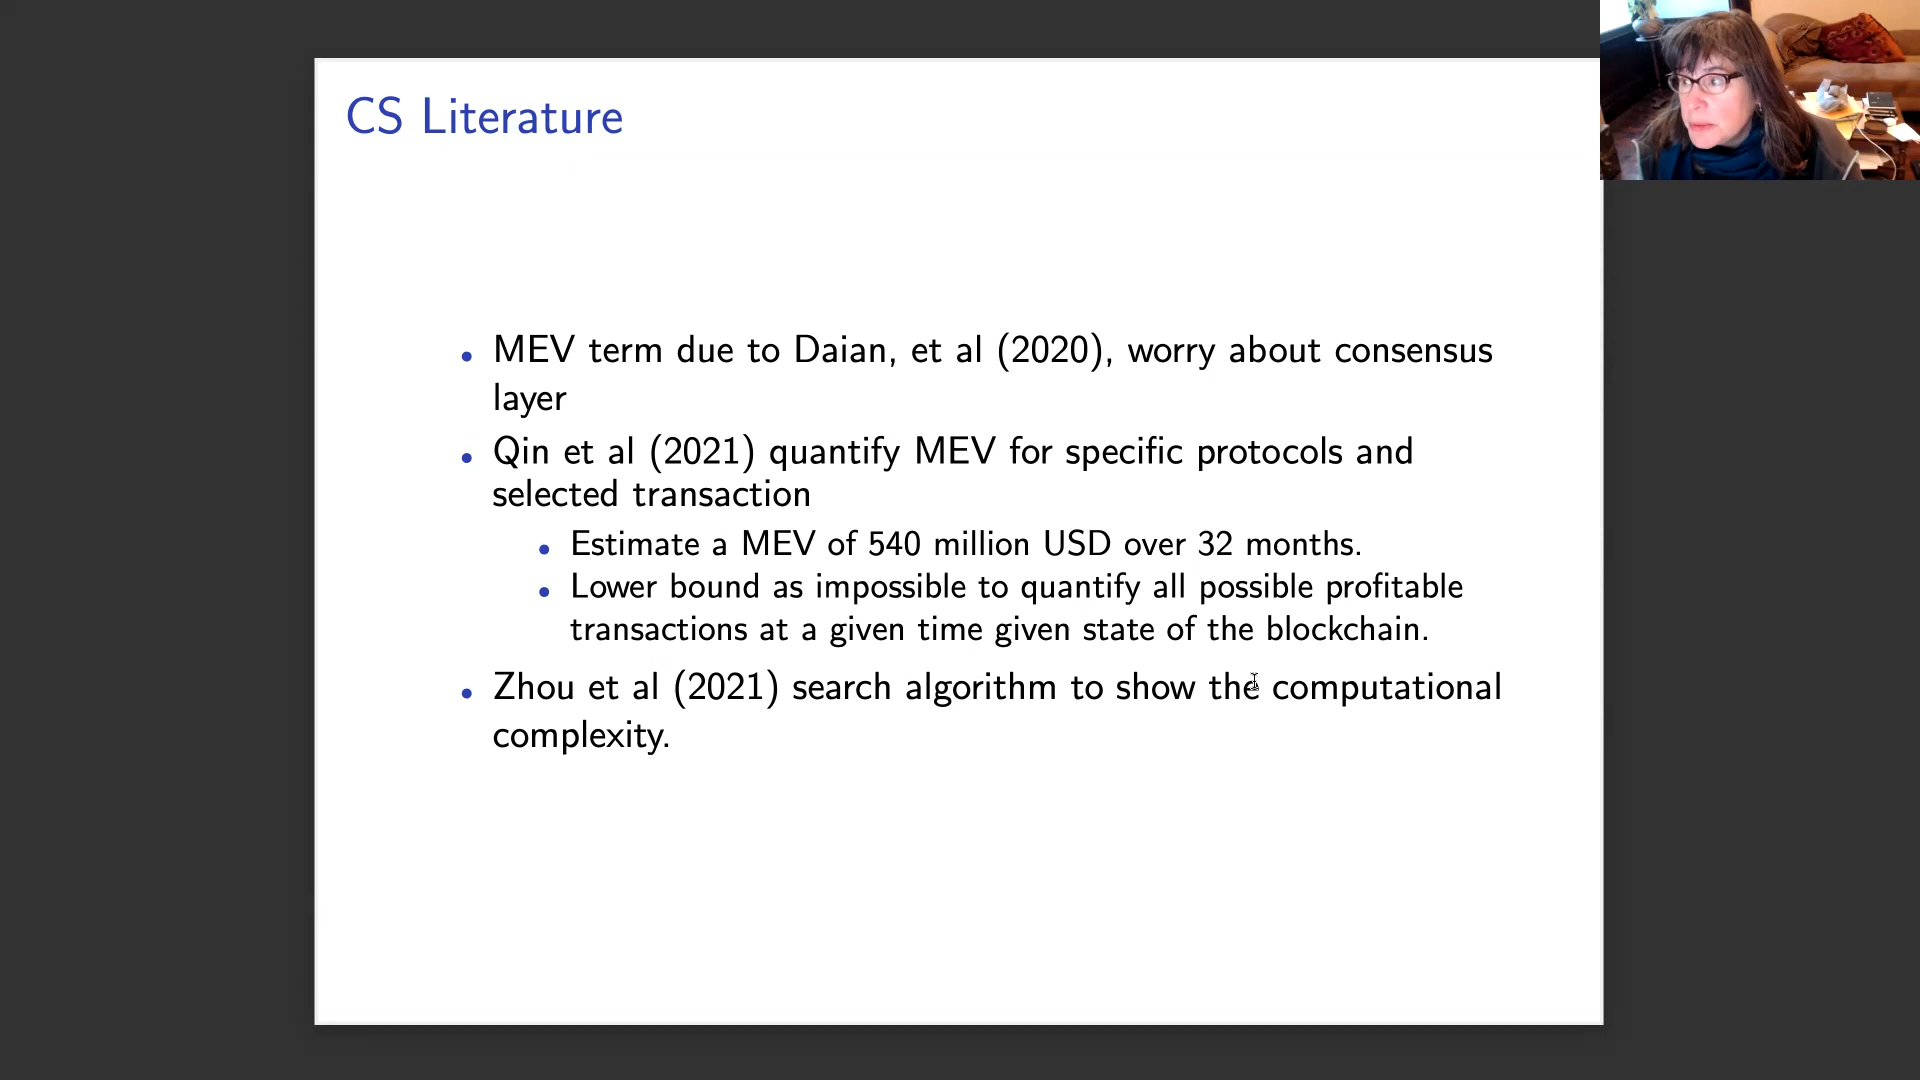 CS Literature
• MEV term due to Daian, et al (2020), worry about consensus
layer
• Qin et al (2021) quantify MEV for specific protocols and
selected transaction
• Estimate a MEV of 540 million USD over 32 months.
• Lower bound as impossible to quantify all possible profitable
transactions at a given time given state of the blockchain.
• Zhou et al (2021) search algorithm to show the computational
complexity.